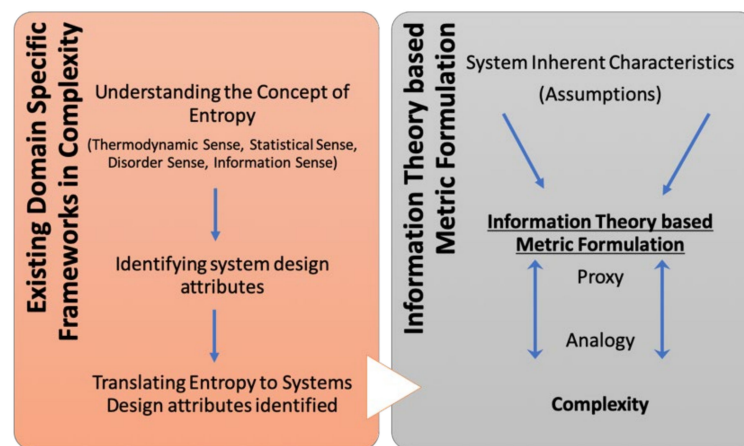 Existing Domain Specific
Frameworks in Complexity
Understanding the Concept of
Entropy
(Thermodynamic Sense, Statistical Sense,
Disorder Sense, Information Sense)
Identifying system design
attributes
Translating Entropy to Systems
Design attributes identified
Information Theory based
Metric Formulation
System Inherent Characteristics
(Assumptions)
Information Theory based
Metric Formulation
Proxy
Analogy
Complexity